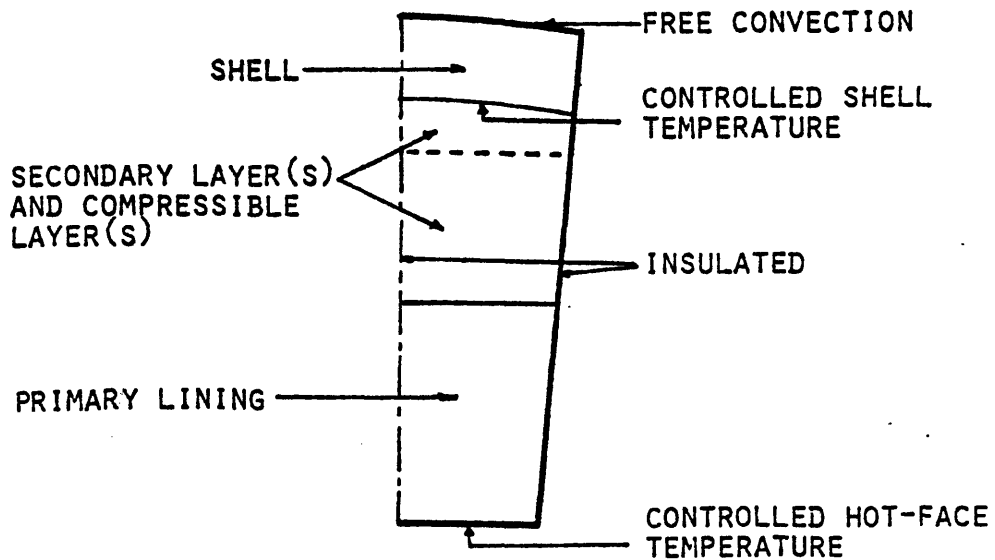 FREE CONVECTION
SHELL
CONTROLLED SHELL
TEMPERATURE
SECONDARY LAYER(S)
AND COMPRESSIBLE
LAYER(S)
INSULATED
PRIMARY LINING
CONTROLLED HOT-FACE
TEMPERATURE